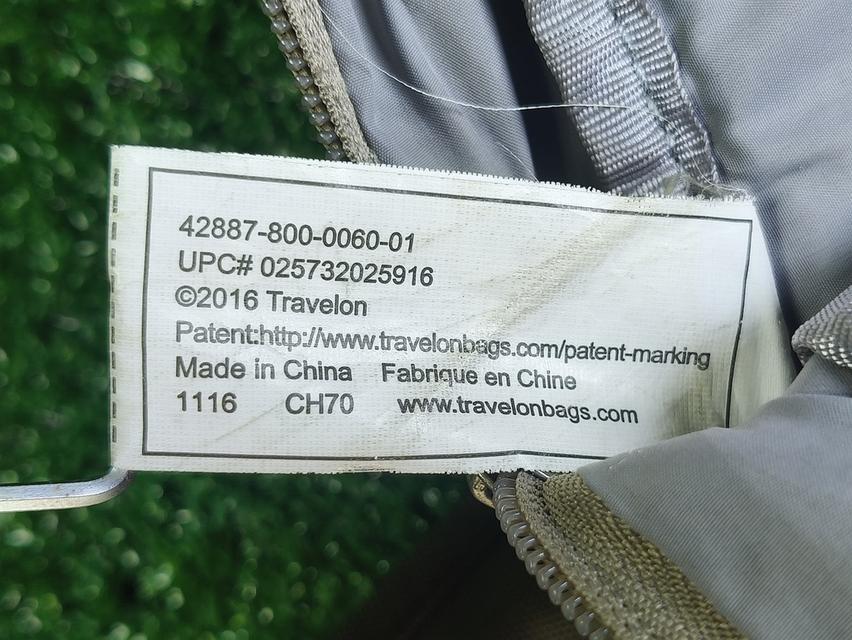 42887-800-0060-01
UPC# 025732025916
©2016 Travelon
Patent:http://www.travelonbags.com/patent-marking
Made in China Fabrique en Chine
1116 CH70 www.travelonbags.com